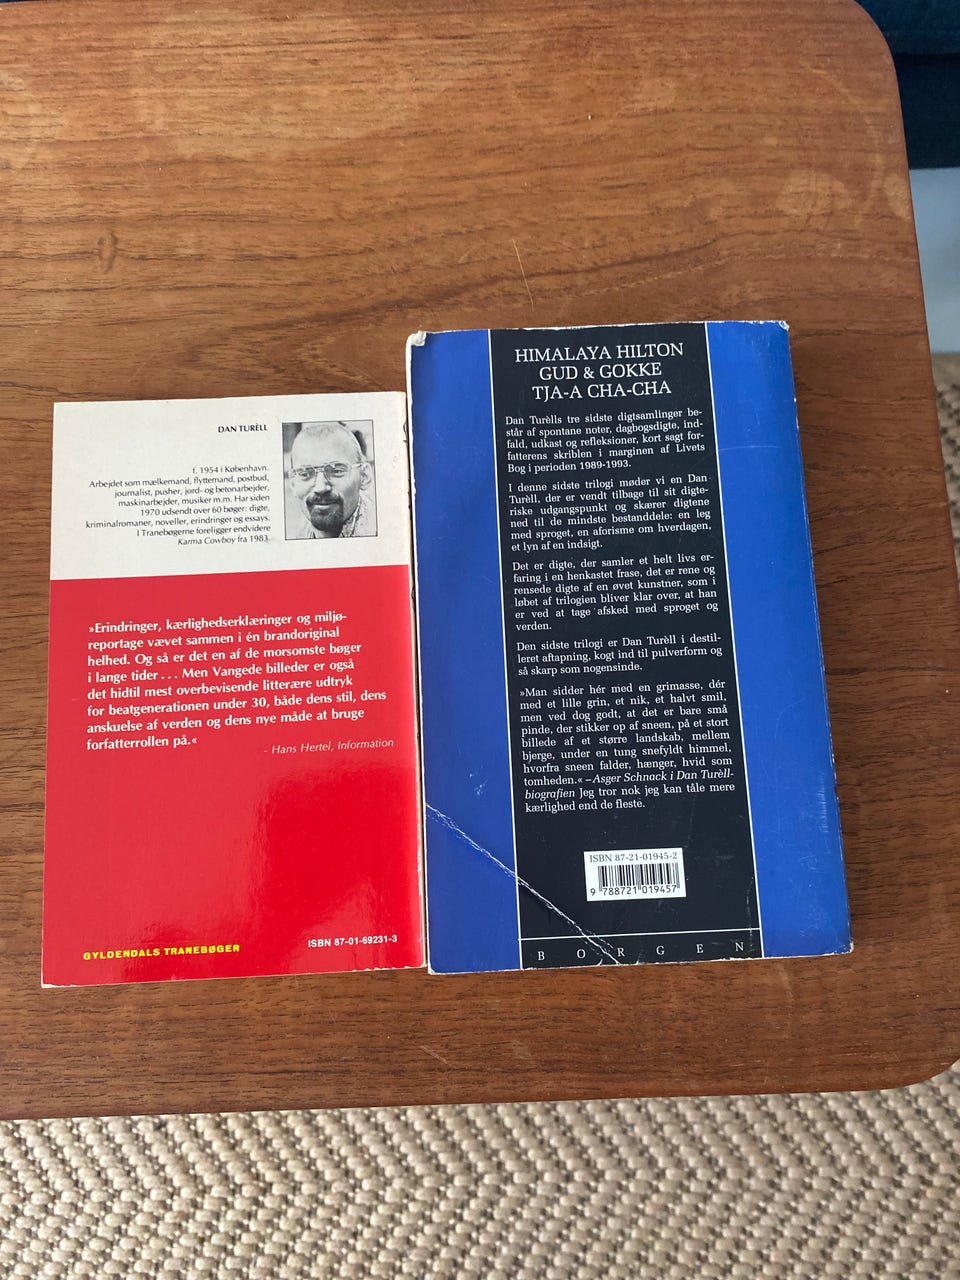 DAN TURÈLL
f. 1954 i København.
Arbejdet som mælkemand, flyttemand, postbud,
journalist, pusher, jord- og betonarbejder,
maskinarbejder, musiker m.m. Har siden
1970 udsendt over 60 bøger: digte,
kriminalromaner, noveller, erindringer og essays.
I Tranebøgerne foreligger endvidere
Karma Cowboy fra 1983.
»Erindringer, kærlighedserklæringer og miljø-
reportage vævet sammen i én brandoriginal
helhed. Og så er det en af de morsomste bøger
i lange tider . . . Men Vangede billeder er også
det hidtil mest overbevisende litterære udtryk
for beatgenerationen under 30, både dens stil, dens
anskuelse af verden og dens nye måde at bruge
forfatterrollen på.«
- Hans Hertel, Information
GYLDENDALS TRANEBØGER
ISBN 87-01-69231-3
HIMALAYA HILTON
GUD & GOKKE
TJA-A CHA-CHA
Dan Turèlls tre sidste digtsamlinger be-
står af spontane noter, dagbogsdigte, ind-
fald, udkast og refleksioner, kort sagt for-
fatterens skriblen i marginen af Livets
Bog i perioden 1989-1993.
I denne sidste trilogi møder vi en Dan
Turèll, der er vendt tilbage til sit digte-
riske udgangspunkt og skærer digtene
ned til de mindste bestanddele: en leg
med sproget, en aforisme om hverdagen,
et lyn af en indsigt.
Det er digte, der samler et helt livs er-
faring i en henkastet frase, det er rene og
rensede digte af en øvet kunstner, som i
løbet af trilogien bliver klar over, at han
er ved at tage afsked med sproget og
verden.
Den sidste trilogi er Dan Turèll i destil-
leret aftapning, kogt ind til pulverform og
så skarp som nogensinde.
»Man sidder hér med en grimasse, dér
med et lille grin, et nik, et halvt smil,
men ved dog godt, at det er bare små
pinde, der stikker op af sneen, på et stort
billede af et større landskab, mellem
bjerge, under en tung snefyldt himmel,
hvorfra sneen falder, hænger, hvid som
tomheden.« – Asger Schnack i Dan Turèll-
biografien Jeg tror nok jeg kan tåle mere
kærlighed end de fleste.
ISBN 87-21-01945-2
9 788721 019457
BORGEN